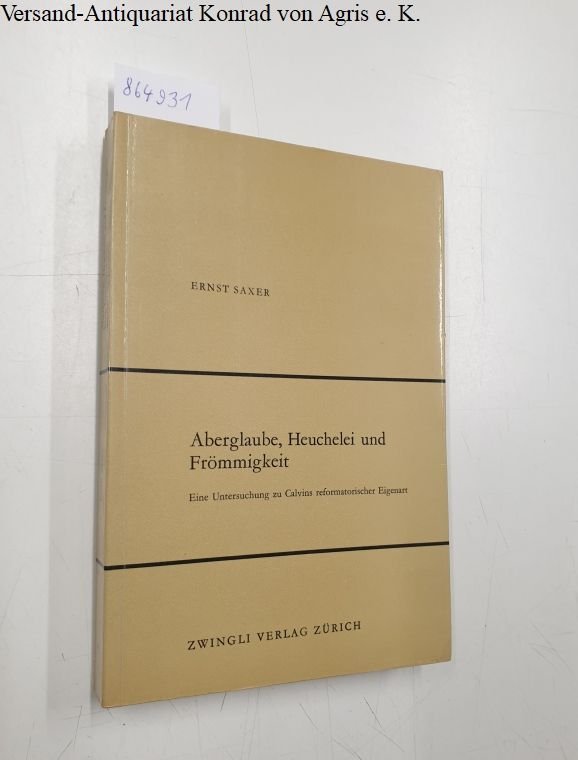 Versand-Antiquariat Konrad von Agris e. K.
864931
ERNST SAXER
Aberglaube, Heuchelei und
Frömmigkeit
Eine Untersuchung zu Calvins reformatorischer Eigenart
ZWINGLI VERLAG ZÜRICH